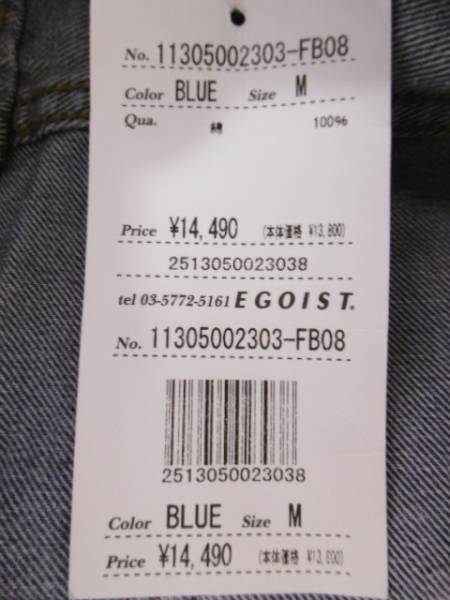 No. 11305002303-FB08
Color BLUE Size M
Qua. 綿 100%
Price ¥14,490 (本体価格 ¥13,800)
2513050023038
tel 03-5772-5161 EGOIST®
No. 11305002303-FB08
2513050023038
Color BLUE Size M
Price ¥14,490 (本体価格 ¥13,800)